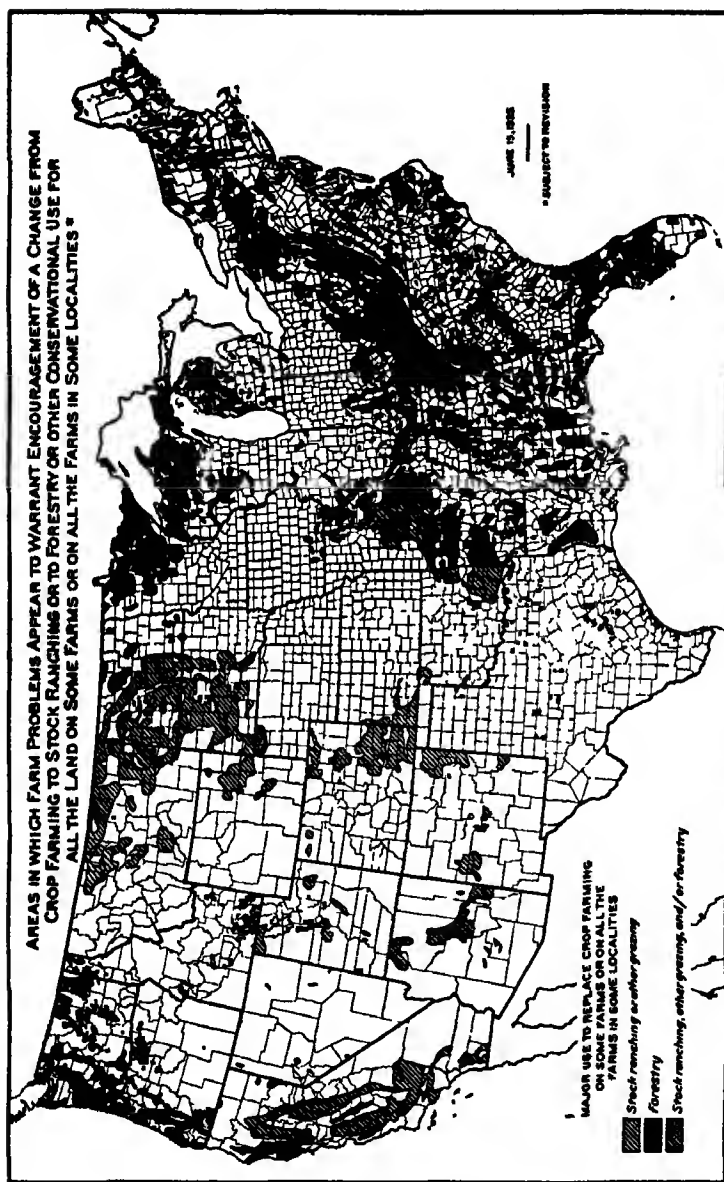 AREAS IN WHICH FARM PROBLEMS APPEAR TO WARRANT ENCOURAGEMENT OF A CHANGE FROM
CROP FARMING TO STOCK RANCHING OR TO FORESTRY OR OTHER CONSERVATIONAL USE FOR
ALL THE LAND ON SOME FARMS OR ON ALL THE FARMS IN SOME LOCALITIES *
JUNE 15, 1935
* SUBJECT TO REVISION
MAJOR USE TO REPLACE CROP FARMING
ON SOME FARMS OR ON ALL THE
FARMS IN SOME LOCALITIES
Stock ranching or other grazing
Forestry
Stock ranching, other grazing, and/or forestry